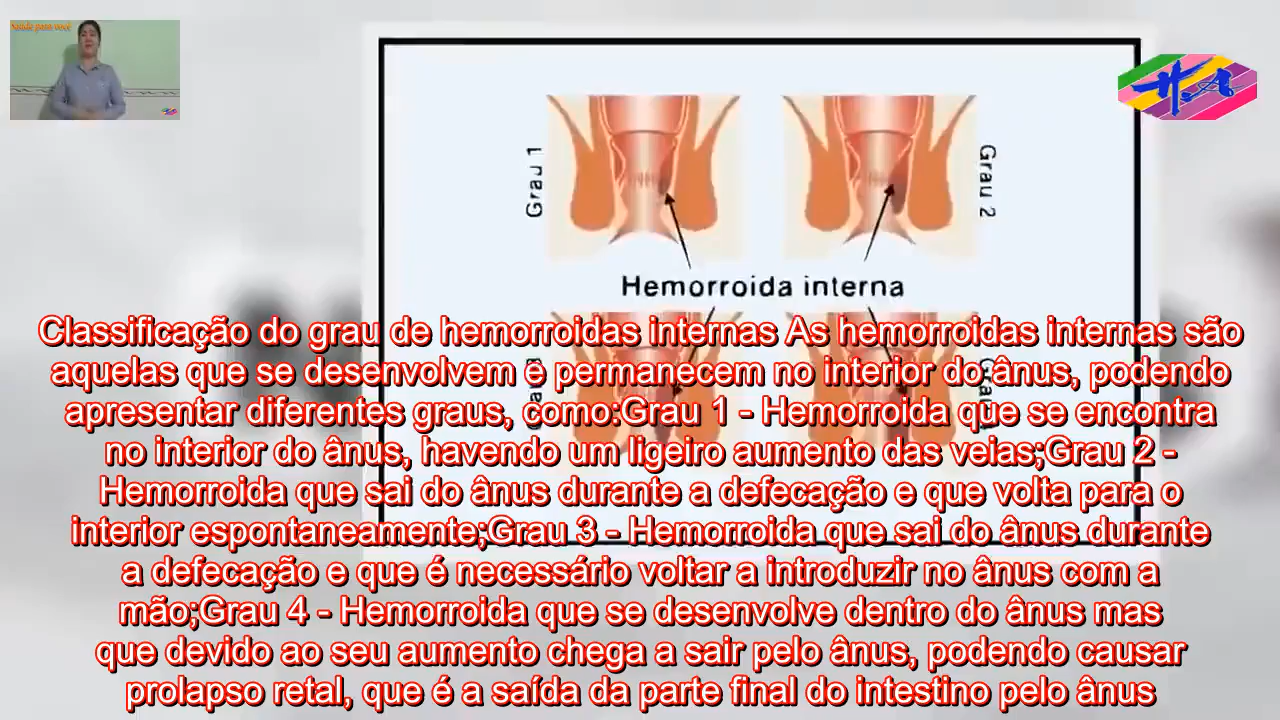 Saúde para você
H.A
Grau 1
Grau 2
Hemorroida interna
Classificação do grau de hemorroidas internas As hemorroidas internas são
aquelas que se desenvolvem e permanecem no interior do ânus, podendo
apresentar diferentes graus, como:Grau 1 - Hemorroida que se encontra
no interior do ânus, havendo um ligeiro aumento das veias;Grau 2 -
Hemorroida que sai do ânus durante a defecação e que volta para o
interior espontaneamente;Grau 3 - Hemorroida que sai do ânus durante
a defecação e que é necessário voltar a introduzir no ânus com a
mão;Grau 4 - Hemorroida que se desenvolve dentro do ânus mas
que devido ao seu aumento chega a sair pelo ânus, podendo causar
prolapso retal, que é a saída da parte final do intestino pelo ânus